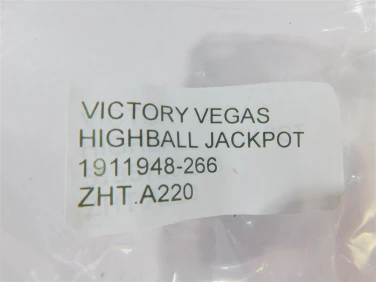 VICTORY VEGAS
HIGHBALL JACKPOT
1911948-266
ZHT.A220